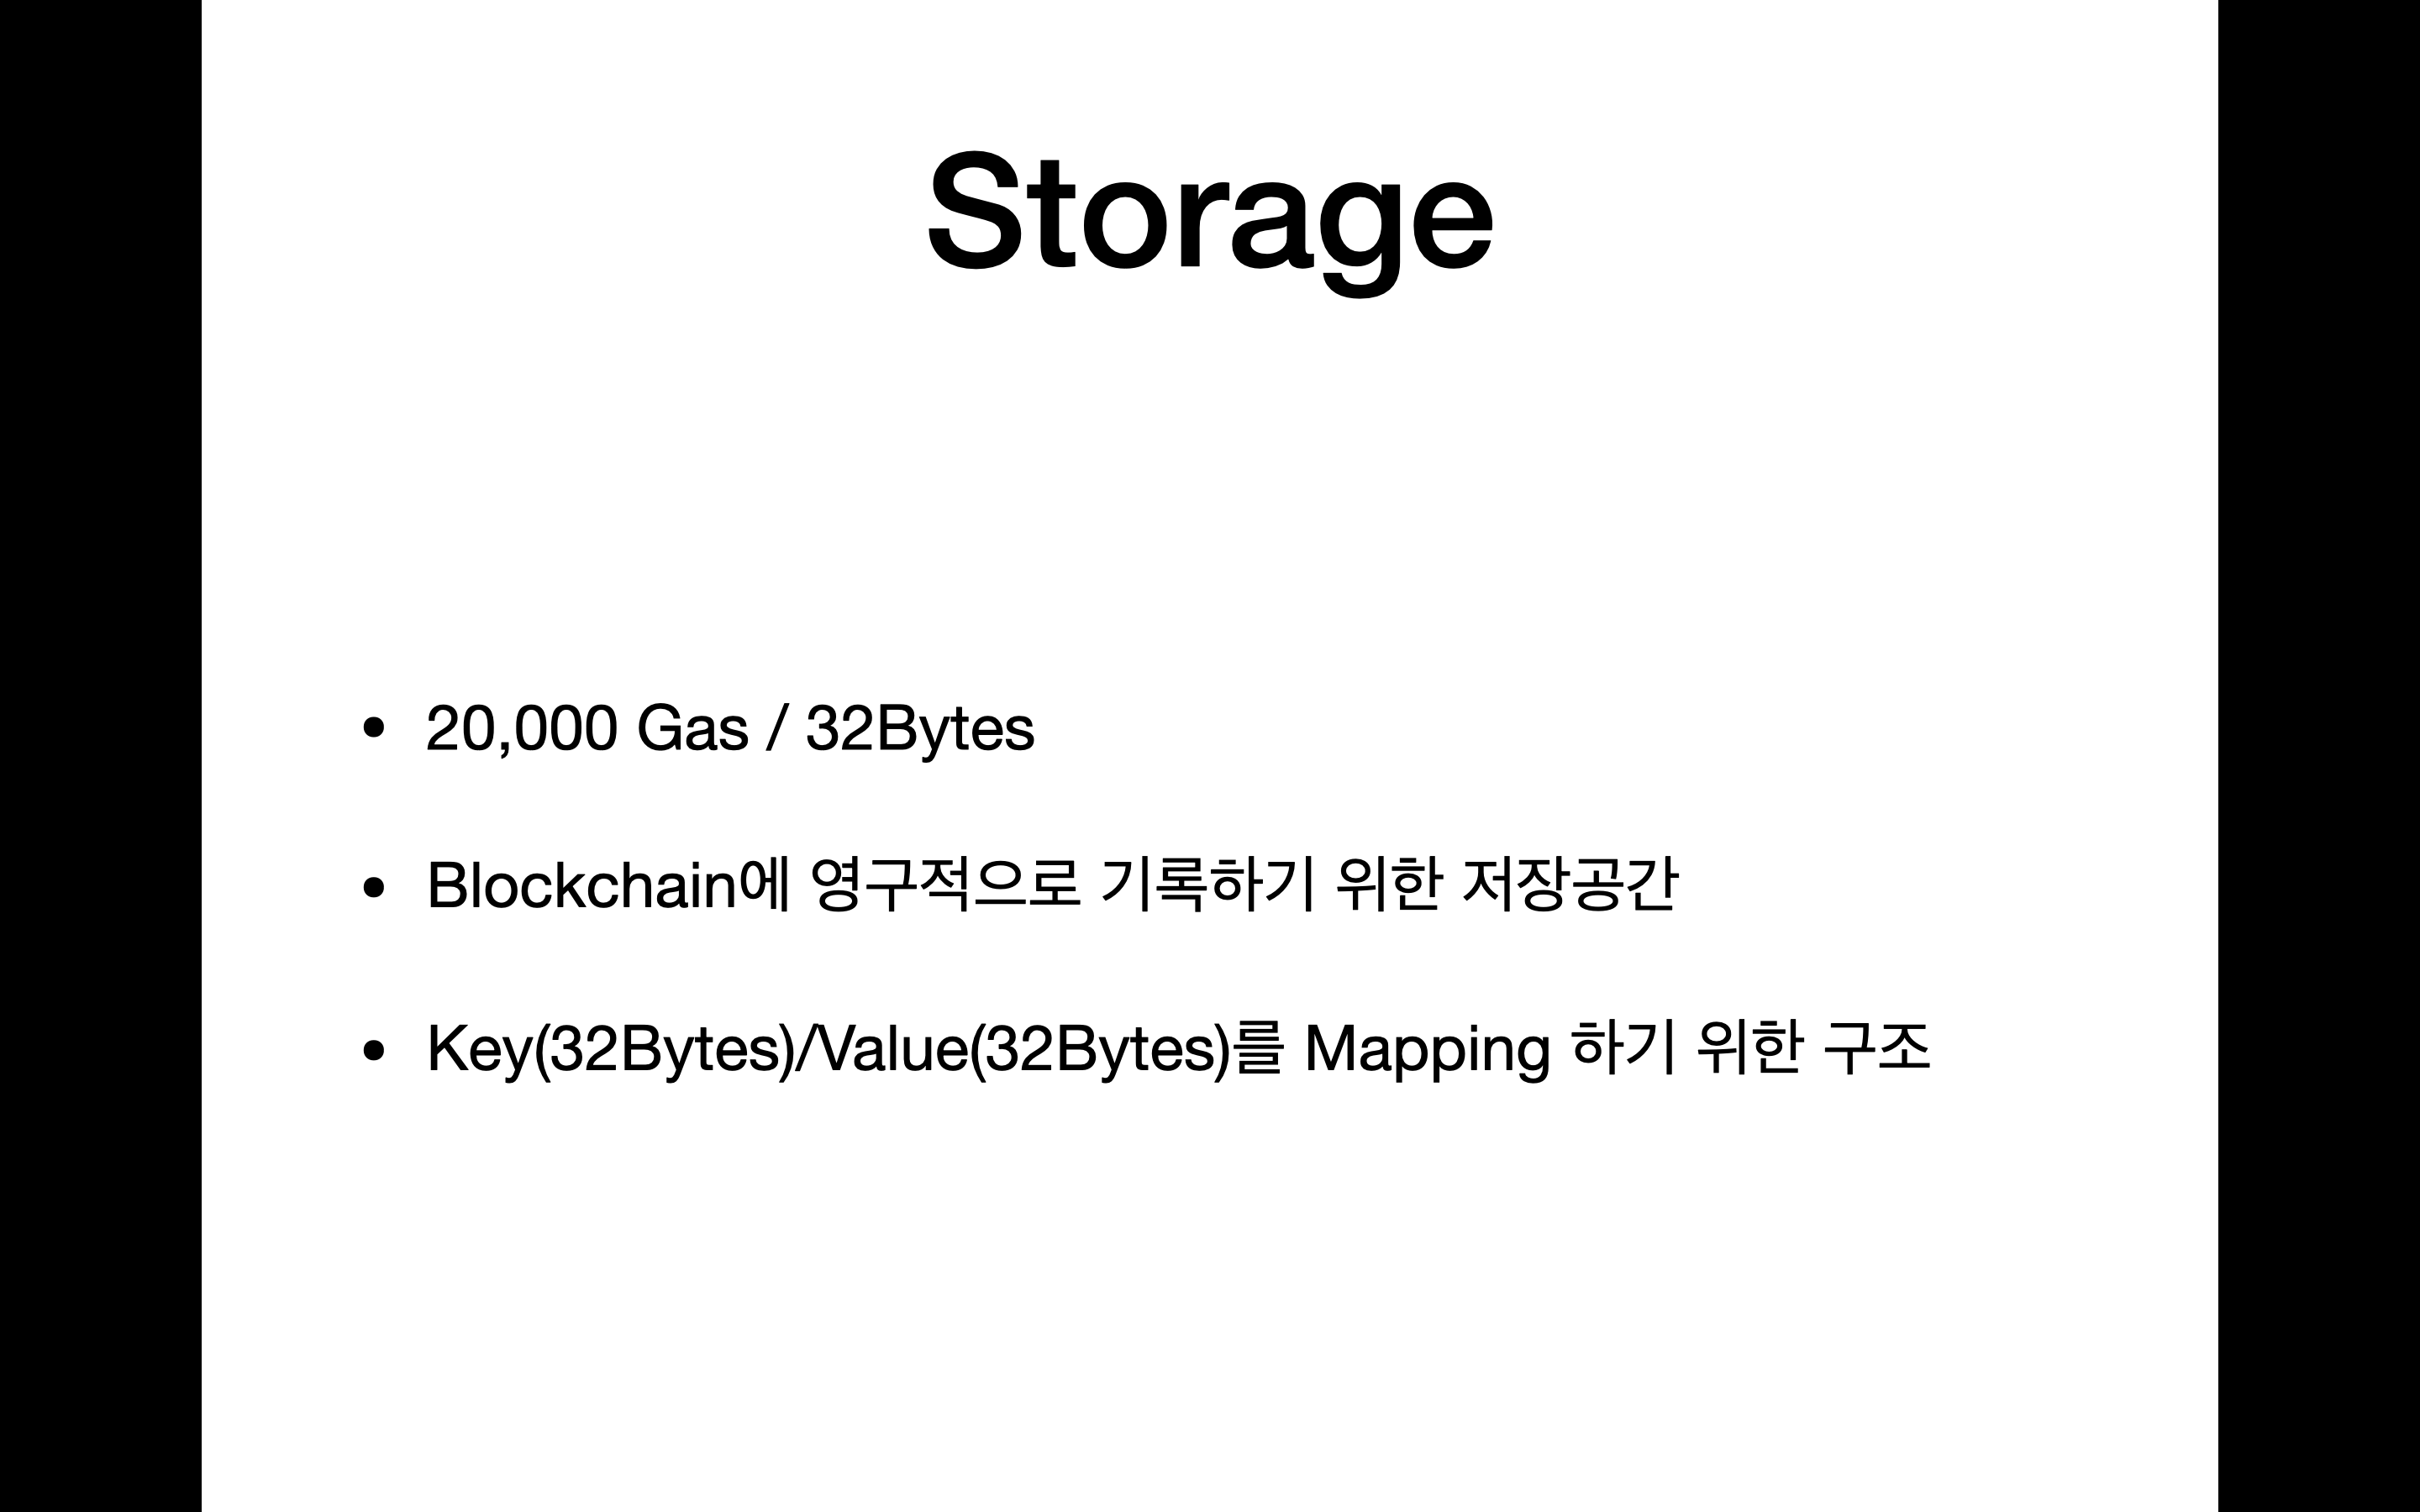 Storage
• 20,000 Gas / 32Bytes
• Blockchain에 영구적으로 기록하기 위한 저장공간
• Key(32Bytes)/Value(32Bytes)를 Mapping 하기 위한 구조